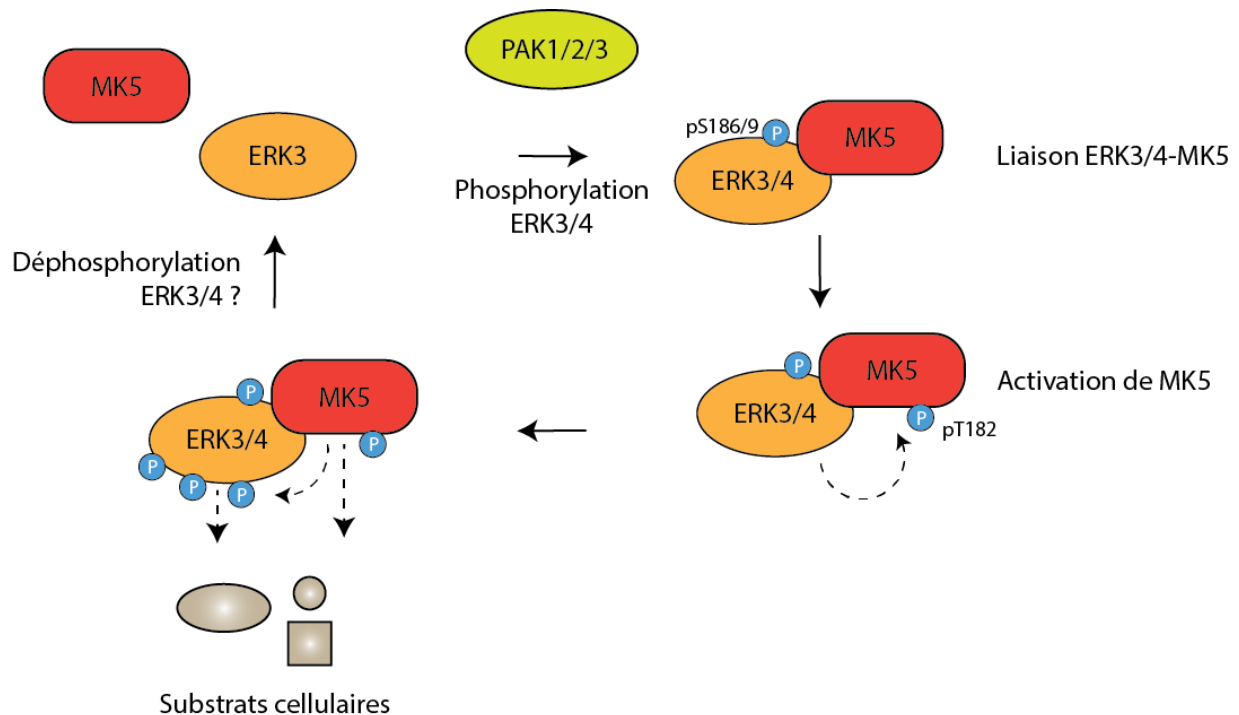 PAK1/2/3
MK5
ERK3
Phosphorylation
ERK3/4
pS186/9
P
MK5
ERK3/4
Liaison ERK3/4-MK5
Déphosphorylation
ERK3/4 ?
P
MK5
ERK3/4
P
pT182
Activation de MK5
P
MK5
ERK3/4
P
P
P
P
Substrats cellulaires